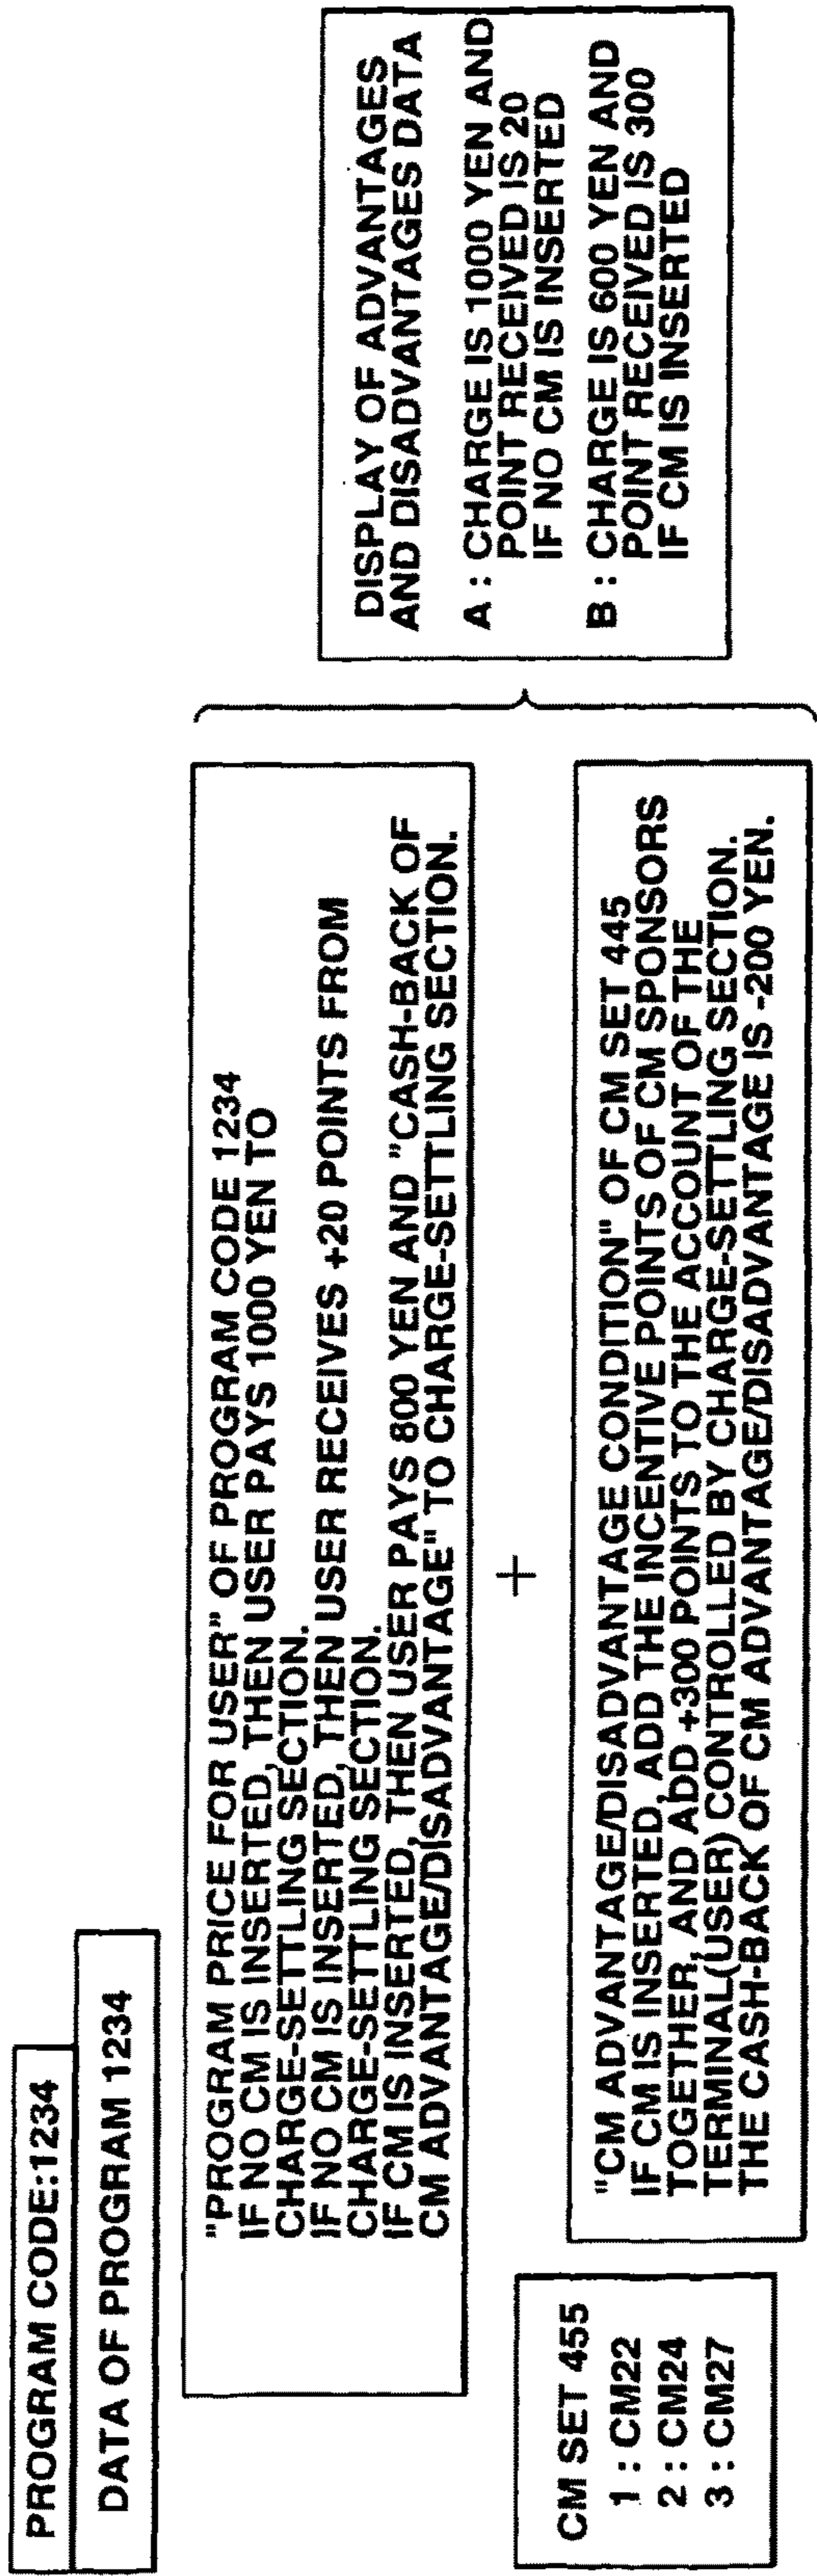 PROGRAM CODE:1234
DATA OF PROGRAM 1234
"PROGRAM PRICE FOR USER" OF PROGRAM CODE 1234
IF NO CM IS INSERTED, THEN USER PAYS 1000 YEN TO
CHARGE-SETTLING SECTION.
IF NO CM IS INSERTED, THEN USER RECEIVES +20 POINTS FROM
CHARGE-SETTLING SECTION.
IF CM IS INSERTED, THEN USER PAYS 800 YEN AND "CASH-BACK OF
CM ADVANTAGE/DISADVANTAGE" TO CHARGE-SETTLING SECTION.
+
CM SET 455
1 : CM22
2 : CM24
3 : CM27
"CM ADVANTAGE/DISADVANTAGE CONDITION" OF CM SET 445
IF CM IS INSERTED, ADD THE INCENTIVE POINTS OF CM SPONSORS
TOGETHER, AND ADD +300 POINTS TO THE ACCOUNT OF THE
TERMINAL(USER) CONTROLLED BY CHARGE-SETTLING SECTION.
THE CASH-BACK OF CM ADVANTAGE/DISADVANTAGE IS -200 YEN.
DISPLAY OF ADVANTAGES
AND DISADVANTAGES DATA
A : CHARGE IS 1000 YEN AND
POINT RECEIVED IS 20
IF NO CM IS INSERTED
B : CHARGE IS 600 YEN AND
POINT RECEIVED IS 300
IF CM IS INSERTED